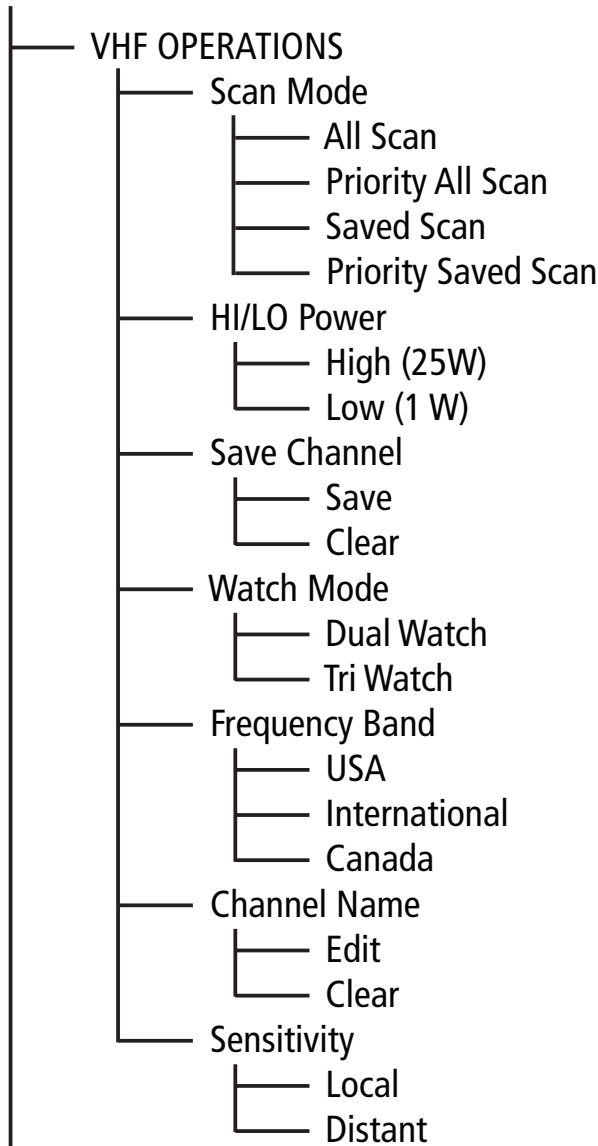 VHF OPERATIONS
Scan Mode
All Scan
Priority All Scan
Saved Scan
Priority Saved Scan
HI/LO Power
High (25W)
Low (1 W)
Save Channel
Save
Clear
Watch Mode
Dual Watch
Tri Watch
Frequency Band
USA
International
Canada
Channel Name
Edit
Clear
Sensitivity
Local
Distant